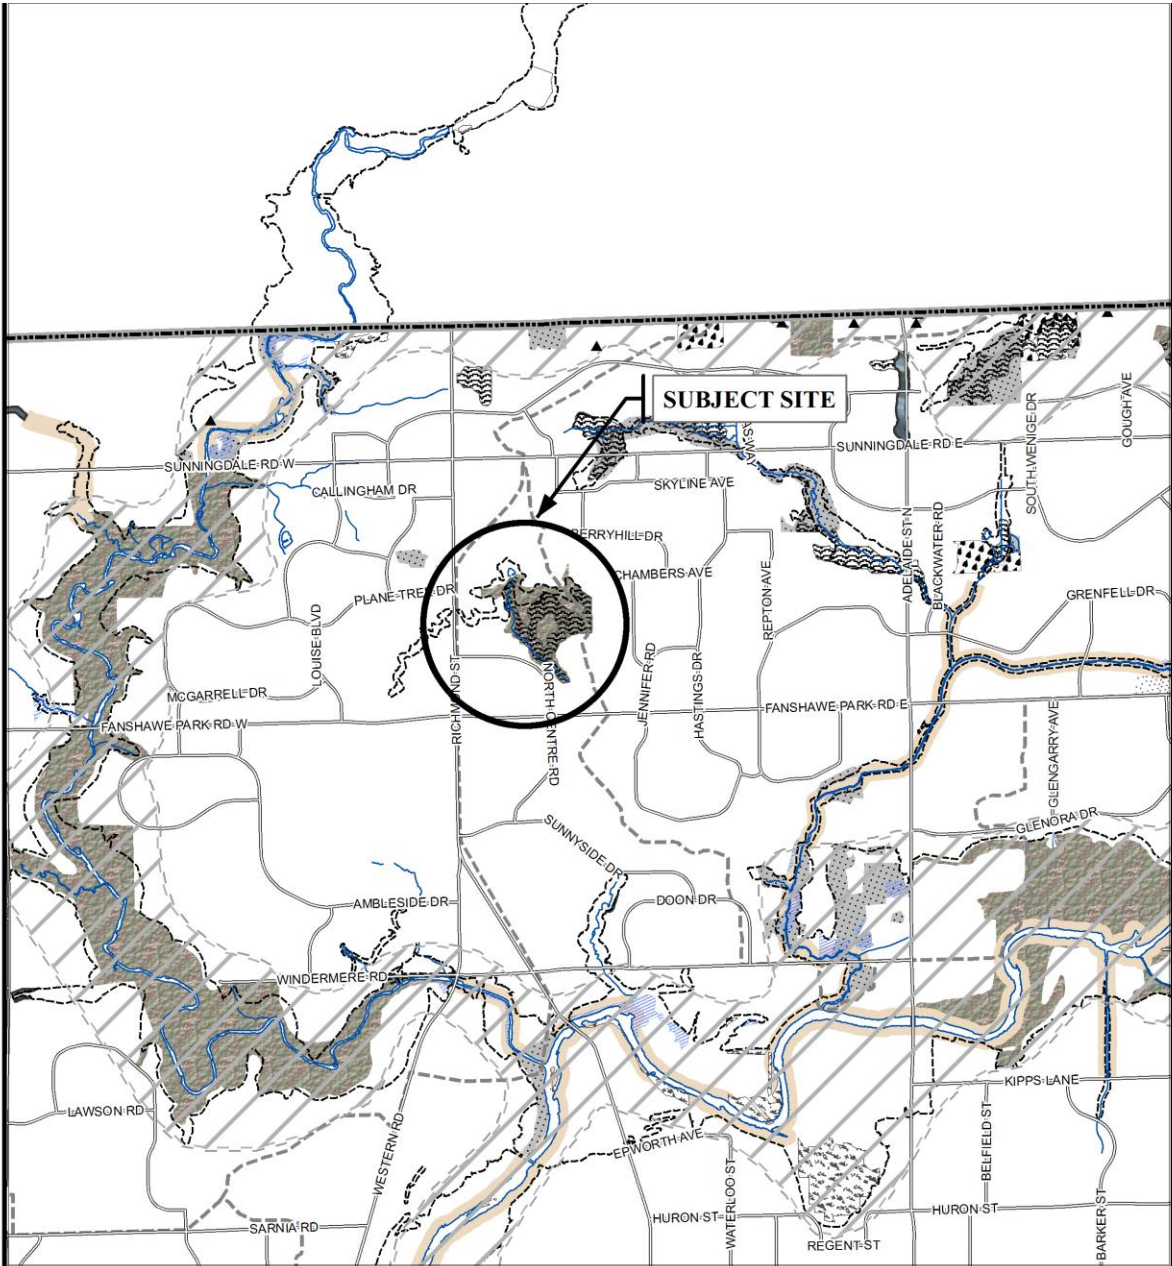 SUBJECT SITE
GOUGH AVE
SOUTH WENIGE DR
SUNNINGDALE RD E
SUNNINGDALE RD W
SKYLINE AVE
CALLINGHAM DR
BLACKWATER RD
ADELAIDE ST N
BERRYHILL DR
CHAMBERS AVE
REPTON AVE
PLANE TREE DR
GRENFELL DR
LOUISE BLVD
JENNIFER RD
HASTINGS DR
RICHMOND ST
NORTH CENTRE RD
MCGARRELL DR
FANSHAWE PARK RD W
FANSHAWE PARK RD E
GLENGARRY AVE
GLENORA DR
SUNNYSIDE DR
AMBLESIDE DR
DOON DR
WINDERMERE RD
KIPPS LANE
LAWSON RD
WESTERN RD
EPWORTH AVE
BELFIELD ST
WATERLOO ST
BARKER ST
HURON ST
HURON ST
SARNIA RD
REGENT ST